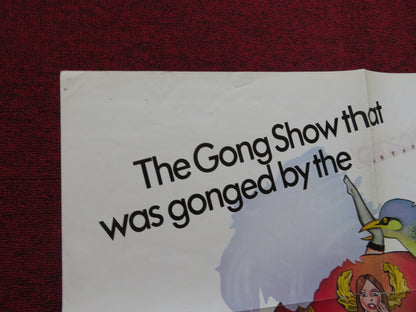 The Gong Show that
was gonged by the